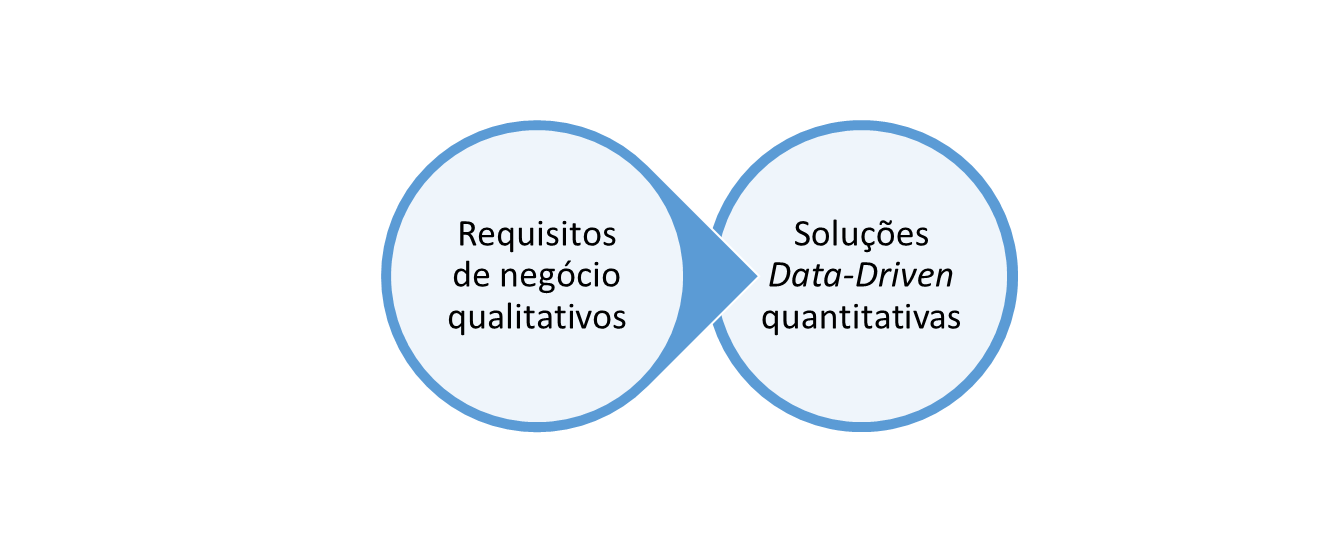 Requisitos
de negócio
qualitativos
Soluções
Data-Driven
quantitativas